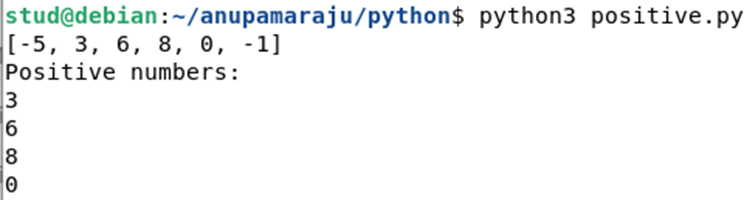 stud@debian:~/anupamaraju/python$ python3 positive.py
[-5, 3, 6, 8, 0, -1]
Positive numbers:
3
6
8
0